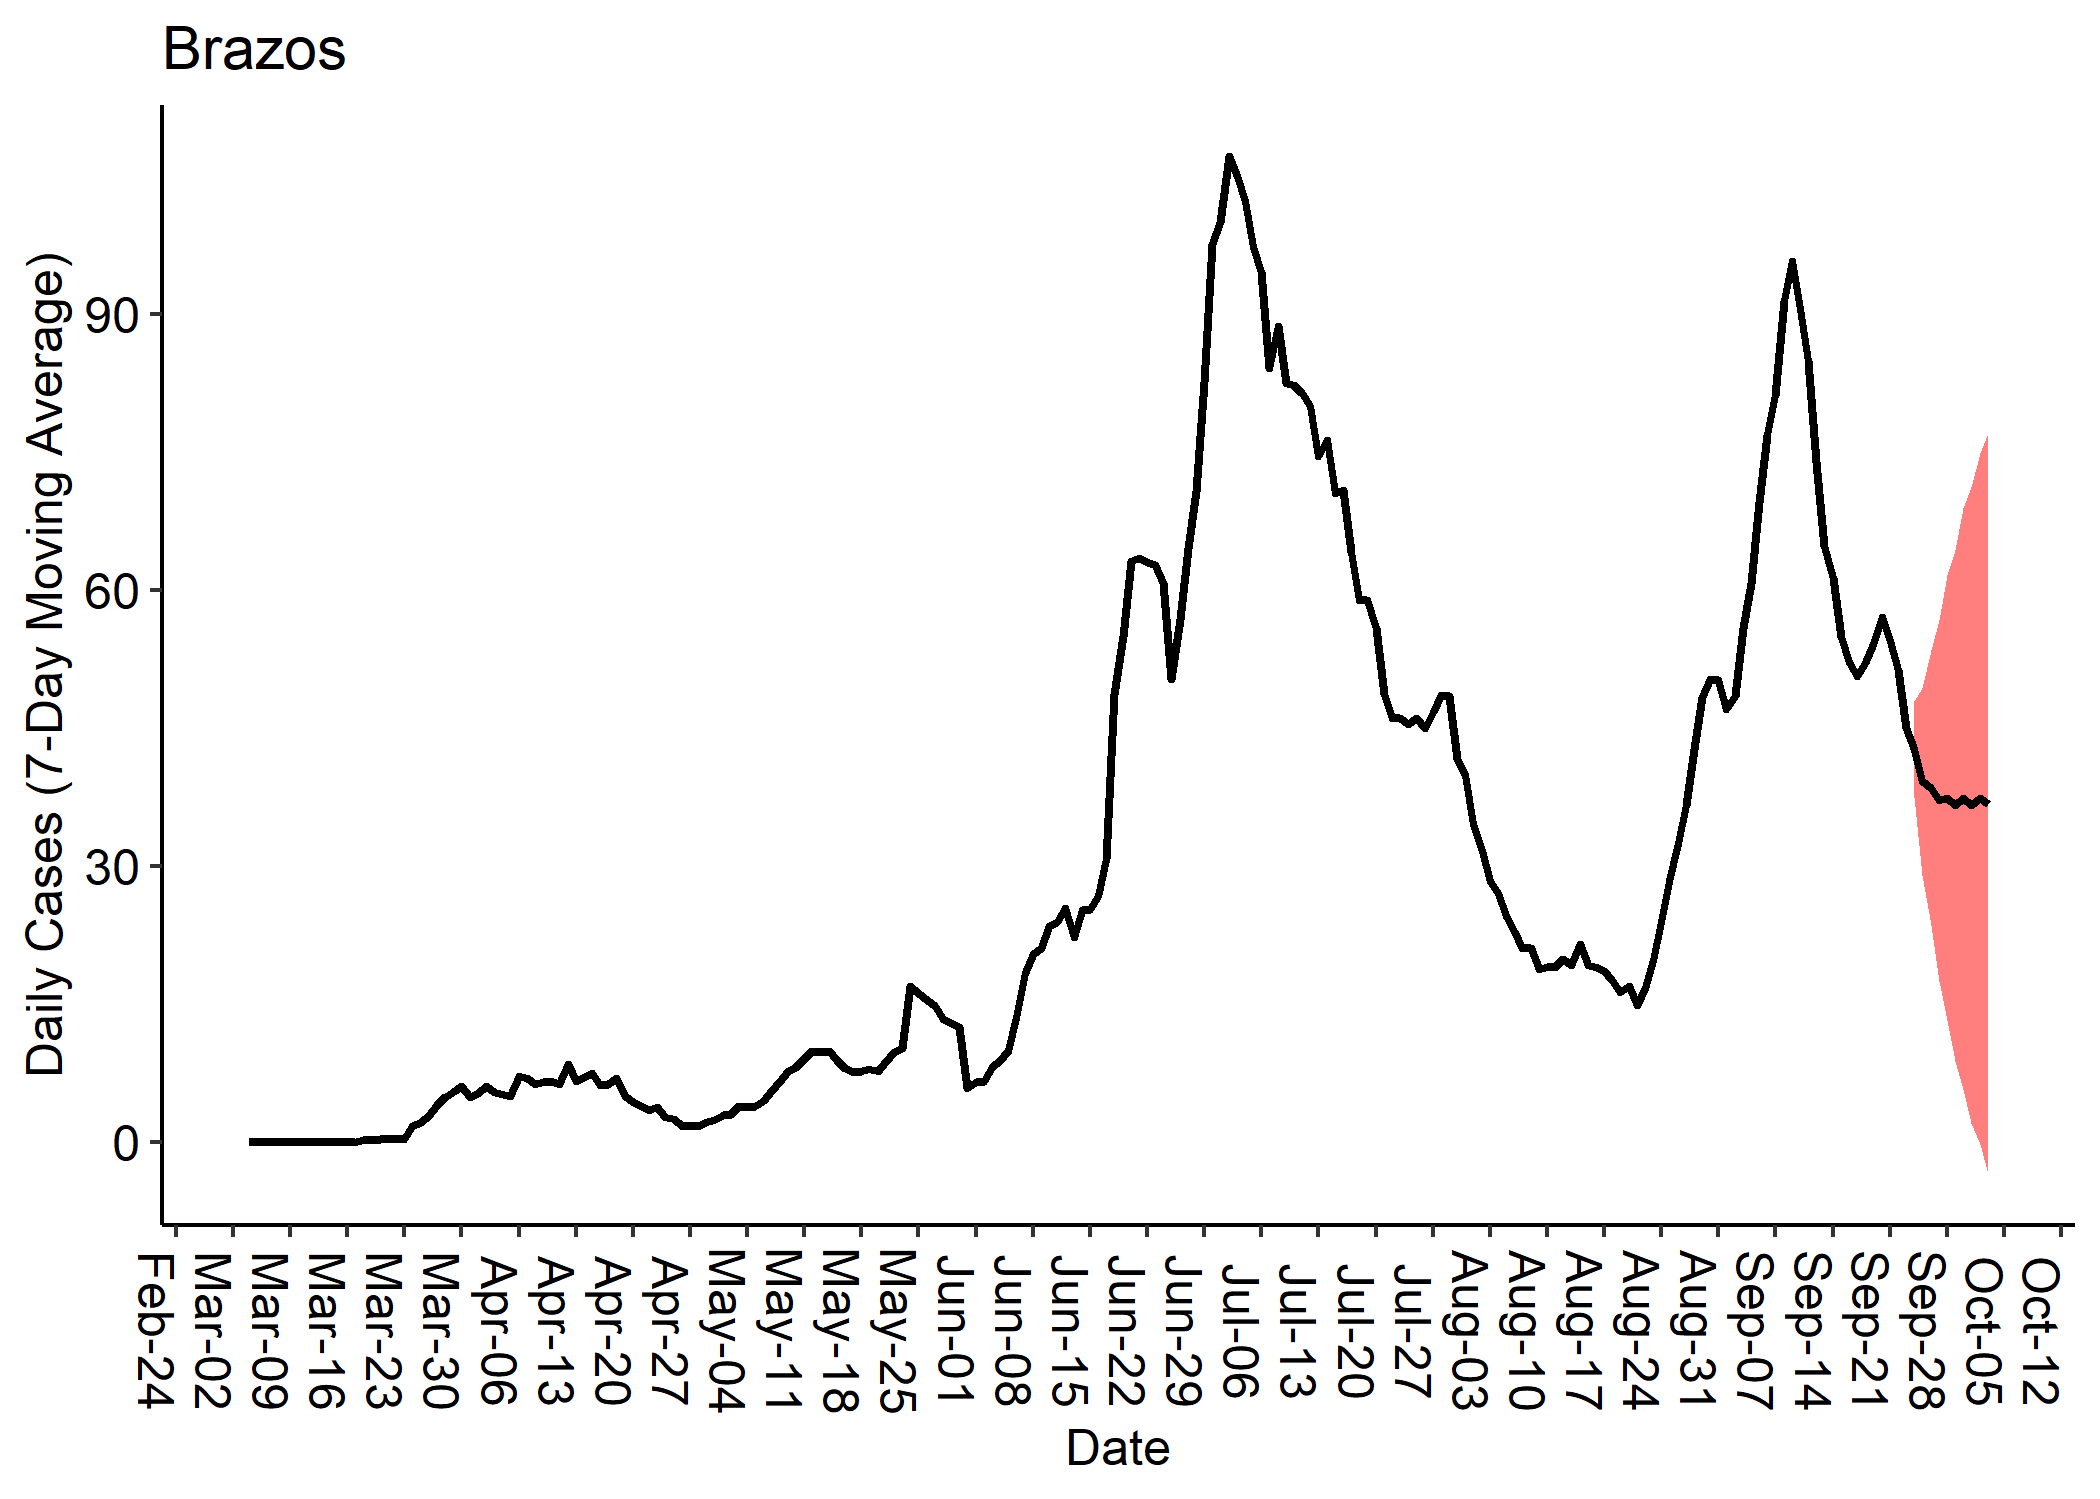 Brazos
Daily Cases (7-Day Moving Average)
90
60
30
0
Feb-24
Mar-02
Mar-09
Mar-16
Mar-23
Mar-30
Apr-06
Apr-13
Apr-20
Apr-27
May-04
May-11
May-18
May-25
Jun-01
Jun-08
Jun-15
Jun-22
Jun-29
Jul-06
Jul-13
Jul-20
Jul-27
Aug-03
Aug-10
Aug-17
Aug-24
Aug-31
Sep-07
Sep-14
Sep-21
Sep-28
Oct-05
Oct-12
Date